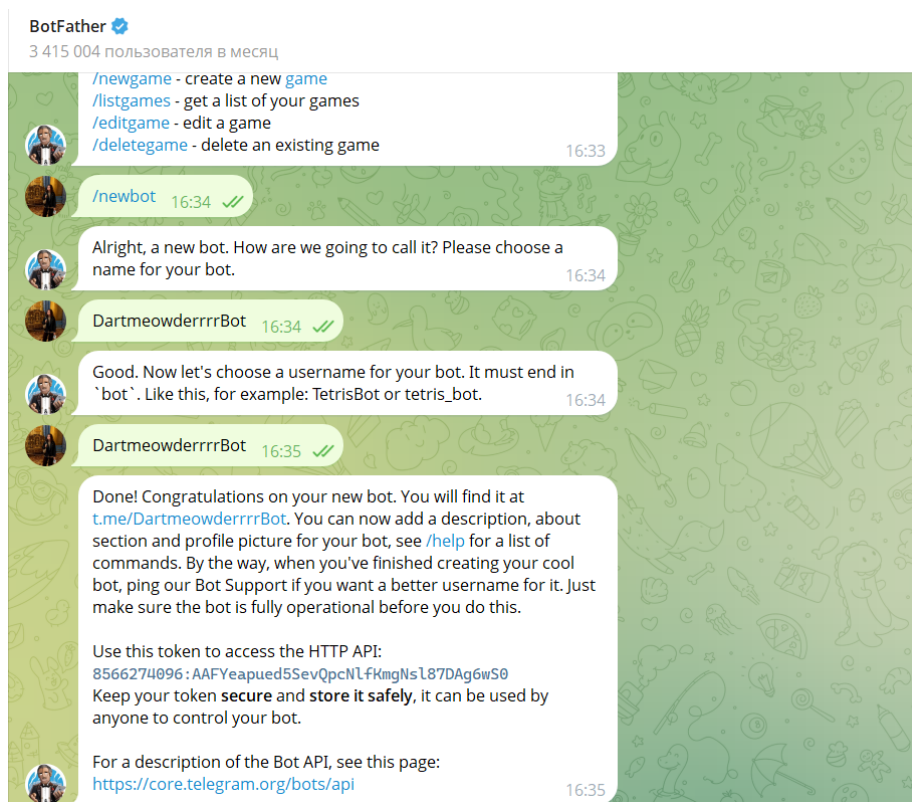 BotFather
3 415 004 пользователя в месяц
/newgame - create a new game
/listgames - get a list of your games
/editgame - edit a game
/deletegame - delete an existing game
16:33
/newbot 16:34
Alright, a new bot. How are we going to call it? Please choose a
name for your bot.
16:34
DartmeowderrrrBot 16:34
Good. Now let's choose a username for your bot. It must end in
`bot`. Like this, for example: TetrisBot or tetris_bot.
16:34
DartmeowderrrrBot 16:35
Done! Congratulations on your new bot. You will find it at
t.me/DartmeowderrrrBot. You can now add a description, about
section and profile picture for your bot, see /help for a list of
commands. By the way, when you've finished creating your cool
bot, ping our Bot Support if you want a better username for it. Just
make sure the bot is fully operational before you do this.
Use this token to access the HTTP API:
8566274096:AAFYeapued5SevQpcNlfKmgNsl87DAg6wS0
Keep your token secure and store it safely, it can be used by
anyone to control your bot.
For a description of the Bot API, see this page:
https://core.telegram.org/bots/api
16:35